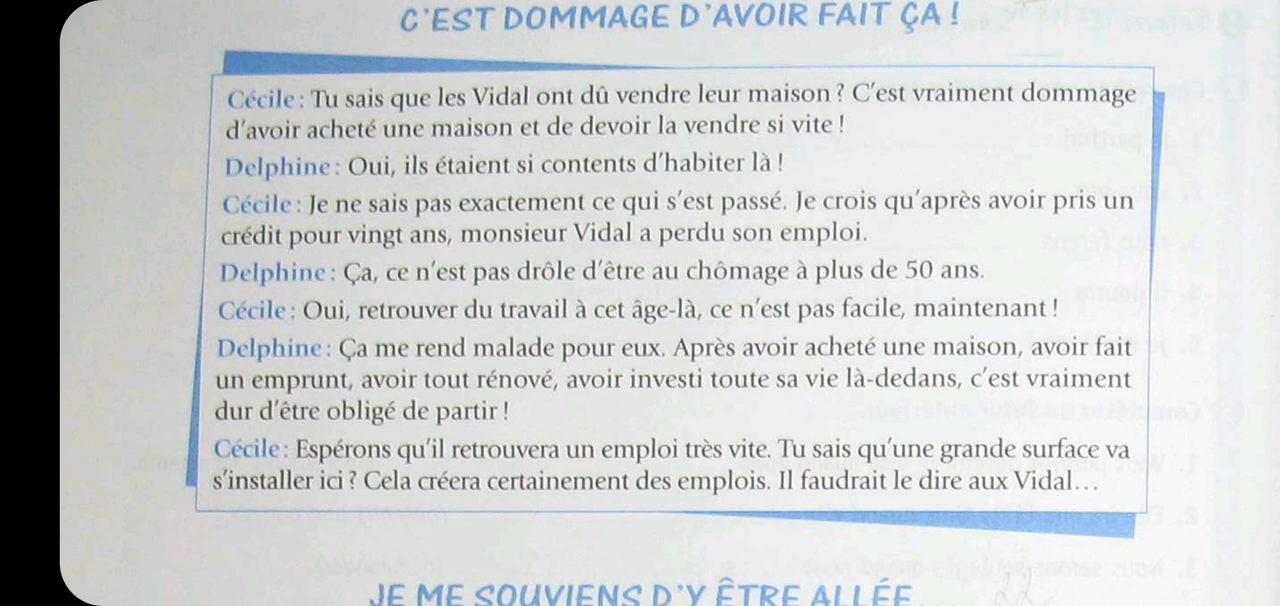 C'EST DOMMAGE D'AVOIR FAIT ÇA !
Cécile : Tu sais que les Vidal ont dû vendre leur maison ? C'est vraiment dommage
d'avoir acheté une maison et de devoir la vendre si vite !
Delphine : Oui, ils étaient si contents d'habiter là !
Cécile : Je ne sais pas exactement ce qui s'est passé. Je crois qu'après avoir pris un
crédit pour vingt ans, monsieur Vidal a perdu son emploi.
Delphine : Ça, ce n'est pas drôle d'être au chômage à plus de 50 ans.
Cécile : Oui, retrouver du travail à cet âge-là, ce n'est pas facile, maintenant !
Delphine : Ça me rend malade pour eux. Après avoir acheté une maison, avoir fait
un emprunt, avoir tout rénové, avoir investi toute sa vie là-dedans, c'est vraiment
dur d'être obligé de partir !
Cécile : Espérons qu'il retrouvera un emploi très vite. Tu sais qu'une grande surface va
s'installer ici ? Cela créera certainement des emplois. Il faudrait le dire aux Vidal...
JE ME SOUVIENS D'Y ÊTRE ALLÉE...